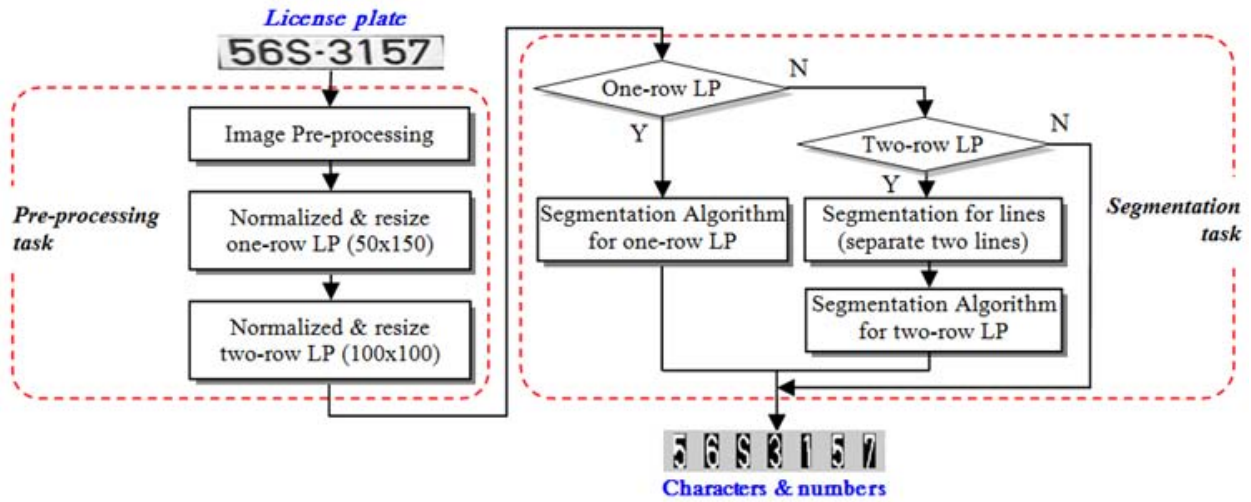 License plate
56S-3157
Image Pre-processing
Normalized & resize
one-row LP (50x150)
Normalized & resize
two-row LP (100x100)
Pre-processing
task
One-row LP
N
Y
Two-row LP
N
Y
Segmentation Algorithm
for one-row LP
Segmentation for lines
(separate two lines)
Segmentation Algorithm
for two-row LP
Segmentation
task
5 6 S 3 1 5 7
Characters & numbers